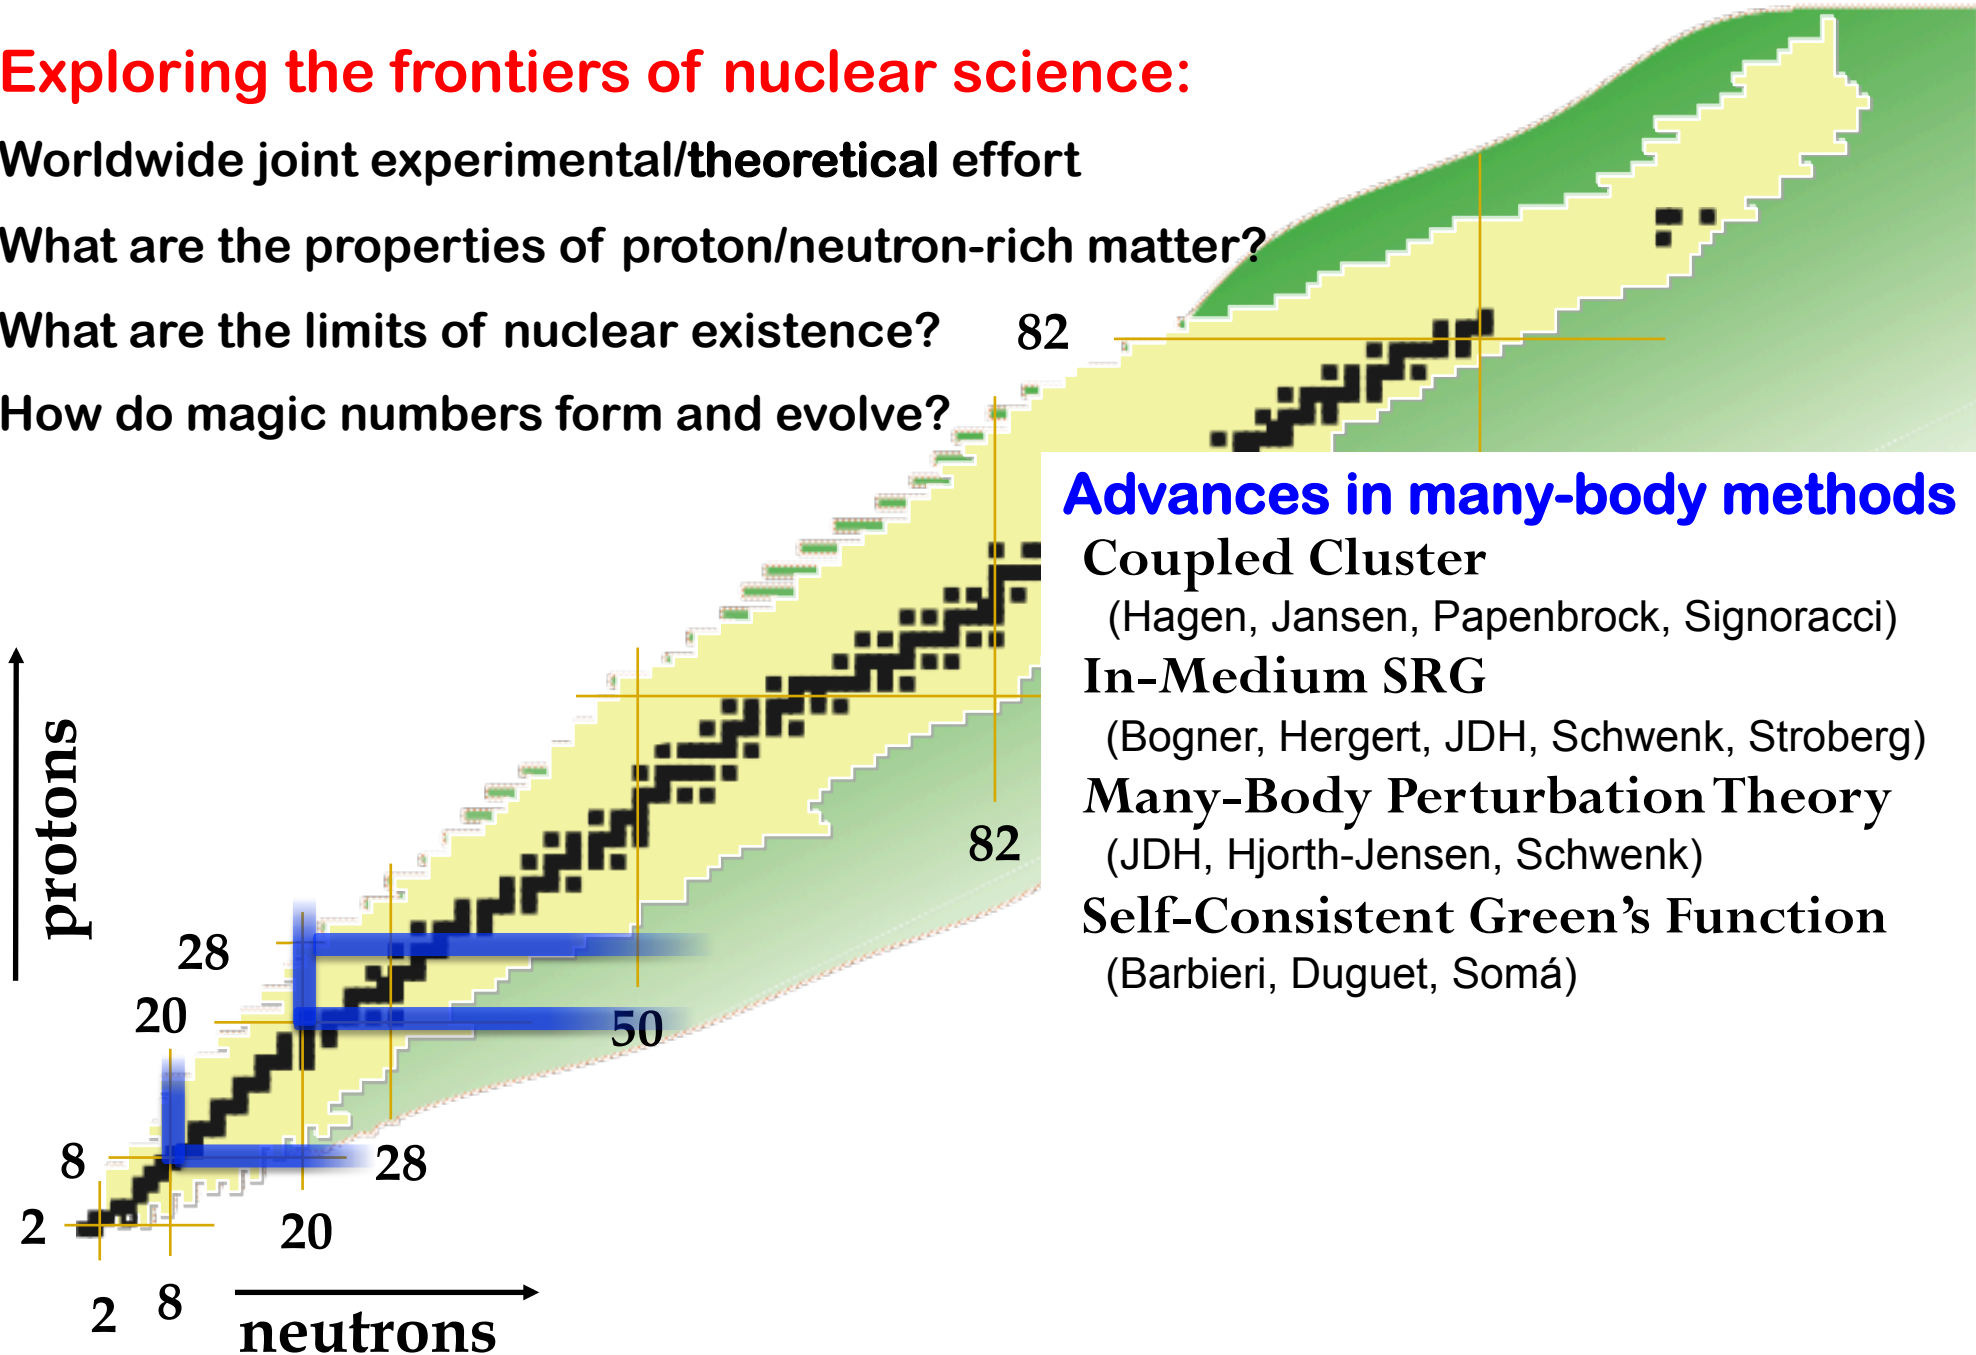 Exploring the frontiers of nuclear science:
Worldwide joint experimental/theoretical effort
What are the properties of proton/neutron-rich matter?
What are the limits of nuclear existence?
How do magic numbers form and evolve?
82
Advances in many-body methods
Coupled Cluster
(Hagen, Jansen, Papenbrock, Signoracci)
In-Medium SRG
(Bogner, Hergert, JDH, Schwenk, Stroberg)
Many-Body Perturbation Theory
(JDH, Hjorth-Jensen, Schwenk)
Self-Consistent Green’s Function
(Barbieri, Duguet, Somá)
protons
82
28
20
50
8
28
2
20
2
8
neutrons